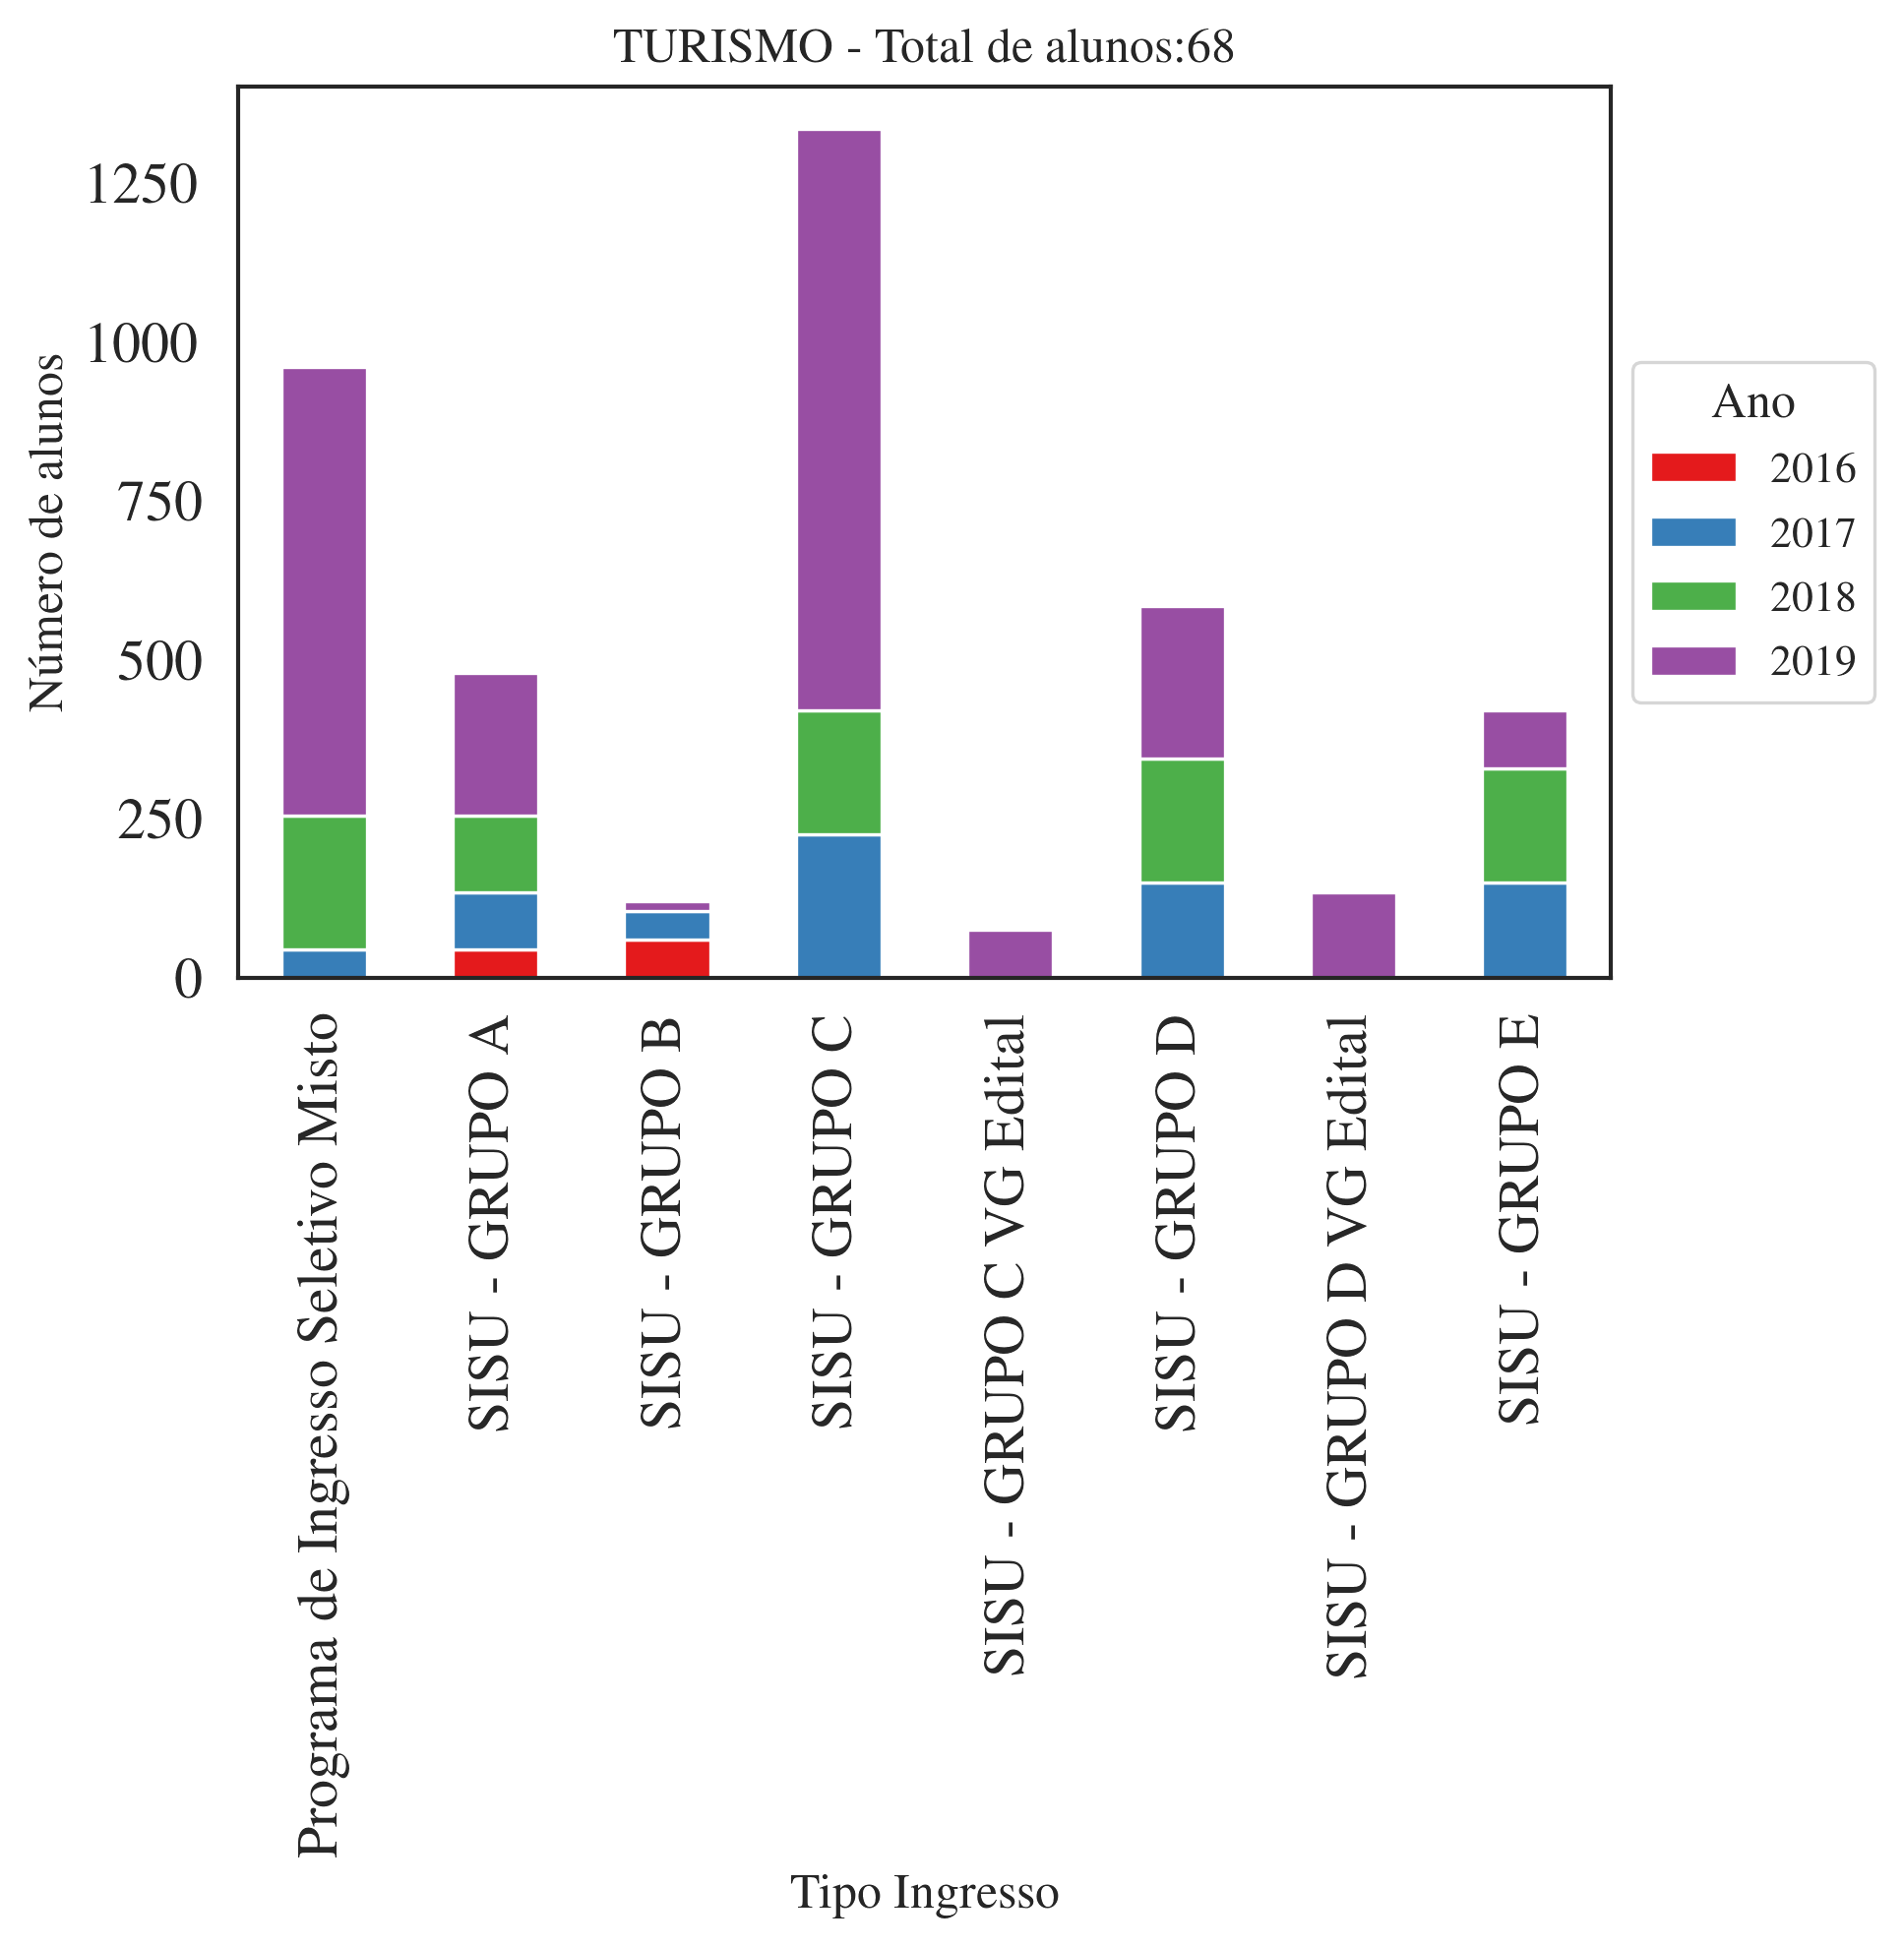 TURISMO - Total de alunos:68
Número de alunos
1250
1000
750
500
250
0
Ano
2016
2017
2018
2019
Programa de Ingresso Seletivo Misto
SISU - GRUPO A
SISU - GRUPO B
SISU - GRUPO C
SISU - GRUPO C VG Edital
SISU - GRUPO D
SISU - GRUPO D VG Edital
SISU - GRUPO E
Tipo Ingresso